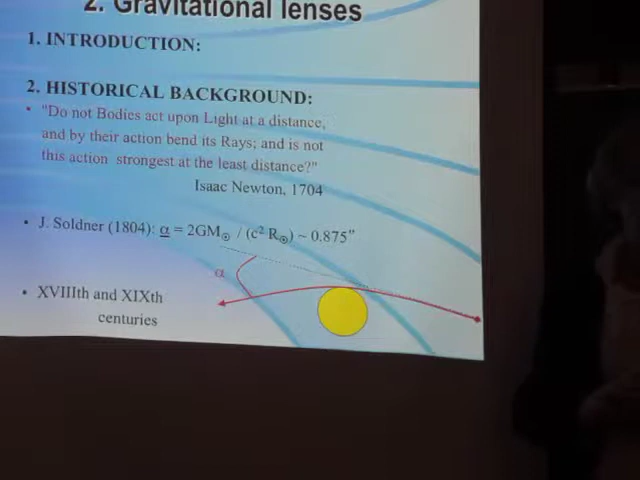 2. Gravitational lenses
1. INTRODUCTION:
2. HISTORICAL BACKGROUND:
• "Do not Bodies act upon Light at a distance,
and by their action bend its Rays; and is not
this action strongest at the least distance?"
Isaac Newton, 1704
• J. Soldner (1804): α = 2GM☉ / (c² R☉) ~ 0.875"
α
• XVIIIth and XIXth
centuries